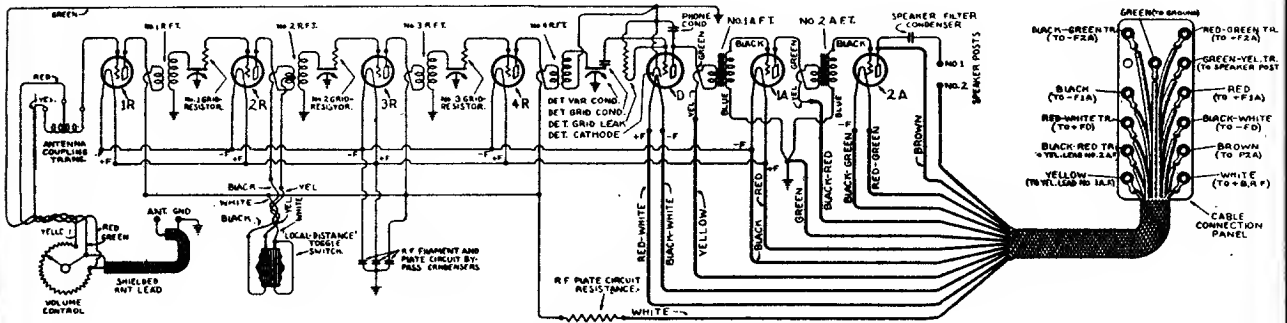 GREEN
No. 1 R.F.T.
No. 2 R.F.T.
No. 3 R.F.T.
No. 4 R.F.T.
PHONE COND
GREEN
NO. 1 A F.T.
BLACK
GREEN
NO. 2 A F.T.
BLACK
SPEAKER FILTER
CONDENSER
NO. 1
NO. 2
SPEAKER POSTS
RED
YEL.
1R
2R
3R
4R
D
1A
2A
No. 1 GRID-
RESISTOR
No. 2 GRID-
RESISTOR
No. 3 GRID-
RESISTOR.
DET VAR COND.
DET GRID COND.
DET. GRID LEAK
DET. CATHODE
YEL
BLUE
YEL
BLUE
ANTENNA
COUPLING
TRANS.
-F
+F
-F
+F
-F
+F
-F
+F
+F
-F
-F
+F
BLACK
YEL
WHITE
YEL
BLACK
WHITE
"LOCAL-DISTANCE"
TOGGLE
SWITCH
R.F. FILAMENT AND
PLATE CIRCUIT BY-
PASS CONDENSERS
RED-WHITE
BLACK-WHITE
YELLOW
BLACK
RED
GREEN
BLACK-RED
BLACK-GREEN
RED-GREEN
BROWN
R F PLATE CIRCUIT
RESISTANCE
WHITE
ANT. GND
RED
GREEN
SHIELDED
ANT LEAD
VOLUME
CONTROL
GREEN (TO GROUND)
BLACK-GREEN TR.
(TO -F2A)
BLACK
(TO -F1A)
RED-WHITE TR.
(TO +FD)
BLACK-RED TR.
YELLOW
(TO YEL. LEAD NO. 1 A.F.)
RED-GREEN TR.
(TO +F2A)
GREEN-YEL. TR.
(TO SPEAKER POST
RED
(TO +F1A)
BLACK-WHITE
(TO -FD)
BROWN
(TO P2A)
WHITE
(TO +B.R.F)
CABLE
CONNECTION
PANEL